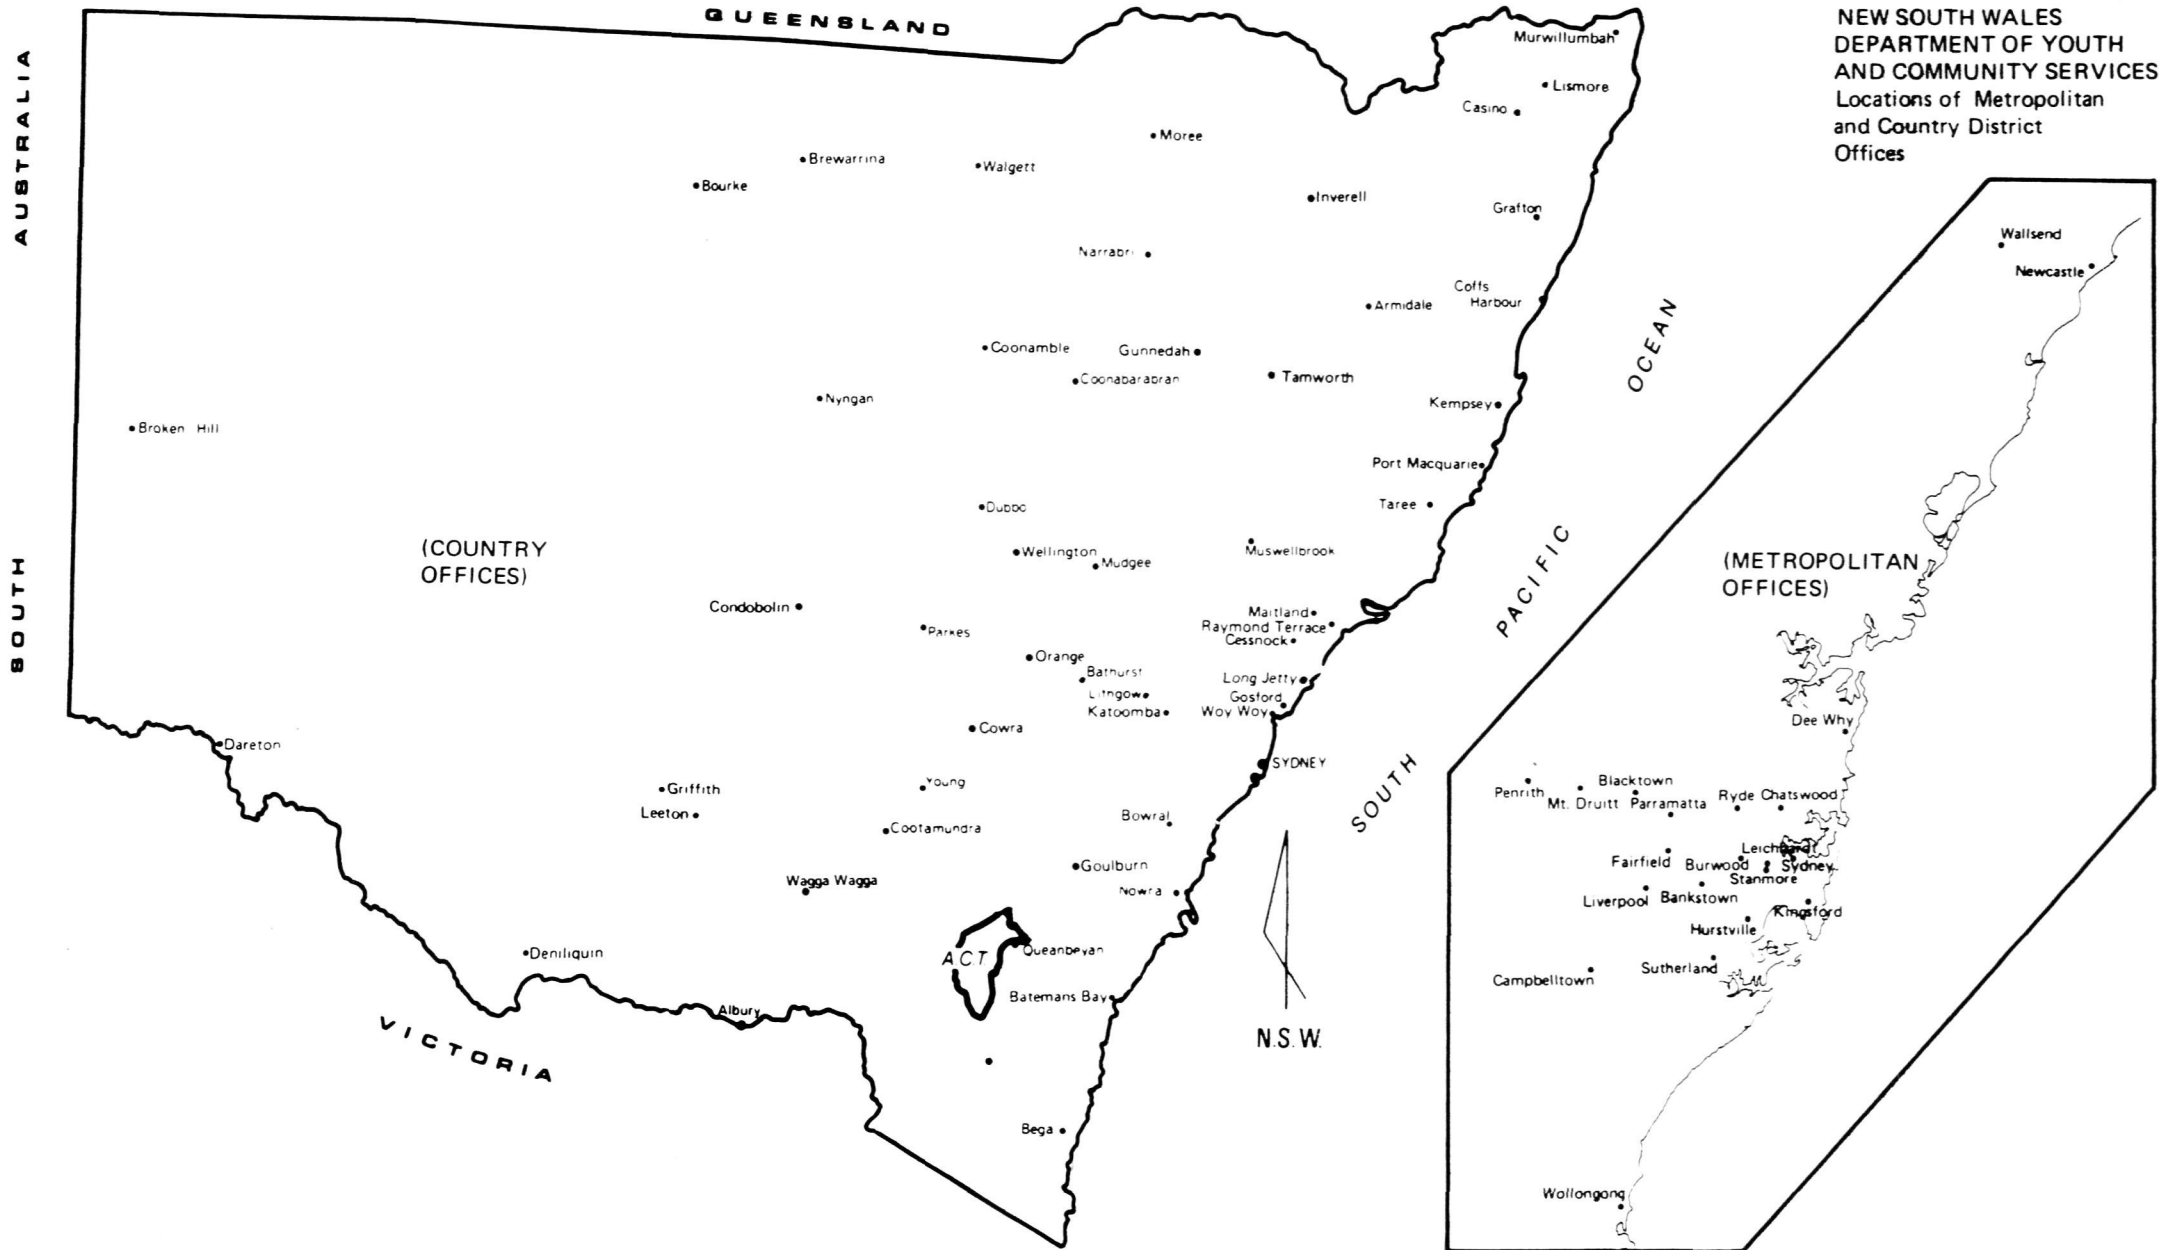 QUEENSLAND
NEW SOUTH WALES
DEPARTMENT OF YOUTH
AND COMMUNITY SERVICES
Locations of Metropolitan
and Country District
Offices
SOUTH AUSTRALIA
Murwillumbah
Lismore
Casino
Moree
Brewarrina
Walgett
Bourke
Inverell
Grafton
Narrabri
Coffs
Harbour
Armidale
Coonamble
Gunnedah
Coonabarabran
Tamworth
Nyngan
Kempsey
Broken Hill
Port Macquarie
Taree
Dubbo
(COUNTRY
OFFICES)
Wellington
Mudgee
Muswellbrook
Condobolin
Parkes
Maitland
Raymond Terrace
Cessnock
Orange
Bathurst
Lithgow
Katoomba
Long Jetty
Gosford
Woy Woy
Cowra
Dareton
SYDNEY
Griffith
Leeton
Young
Cootamundra
Bowral
Goulburn
Wagga Wagga
Nowra
A.C.T
Queanbeyan
Deniliquin
Batemans Bay
Albury
VICTORIA
Bega
N.S.W.
SOUTH PACIFIC OCEAN
Wallsend
Newcastle
(METROPOLITAN
OFFICES)
Dee Why
Penrith
Mt. Druitt
Blacktown
Parramatta
Ryde
Chatswood
Leichhardt
Fairfield
Burwood
Sydney
Stanmore
Liverpool
Bankstown
Kingsford
Hurstville
Sutherland
Campbelltown
Wollongong